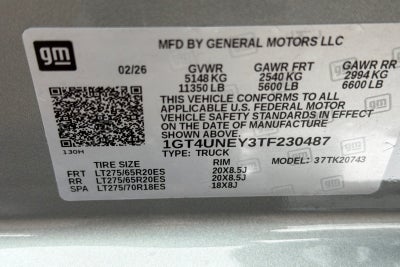 gm
MFD BY GENERAL MOTORS LLC
02/26 GVWR GAWR FRT GAWR RR
5148 KG 2540 KG 2994 KG
11350 LB 5600 LB 6600 LB
THIS VEHICLE CONFORMS TO ALL
APPLICABLE U.S. FEDERAL MOTOR
VEHICLE SAFETY STANDARDS IN EFFECT
ON THE DATE OF MANUFACTURE
SHOWN ABOVE.
1GT4UNEY3TF230487
130H TYPE: TRUCK MODEL: 37TK20743
TIRE SIZE RIM
FRT LT275/65R20ES 20X8.5J
RR LT275/65R20ES 20X8.5J
SPA LT275/70R18ES 18X8J